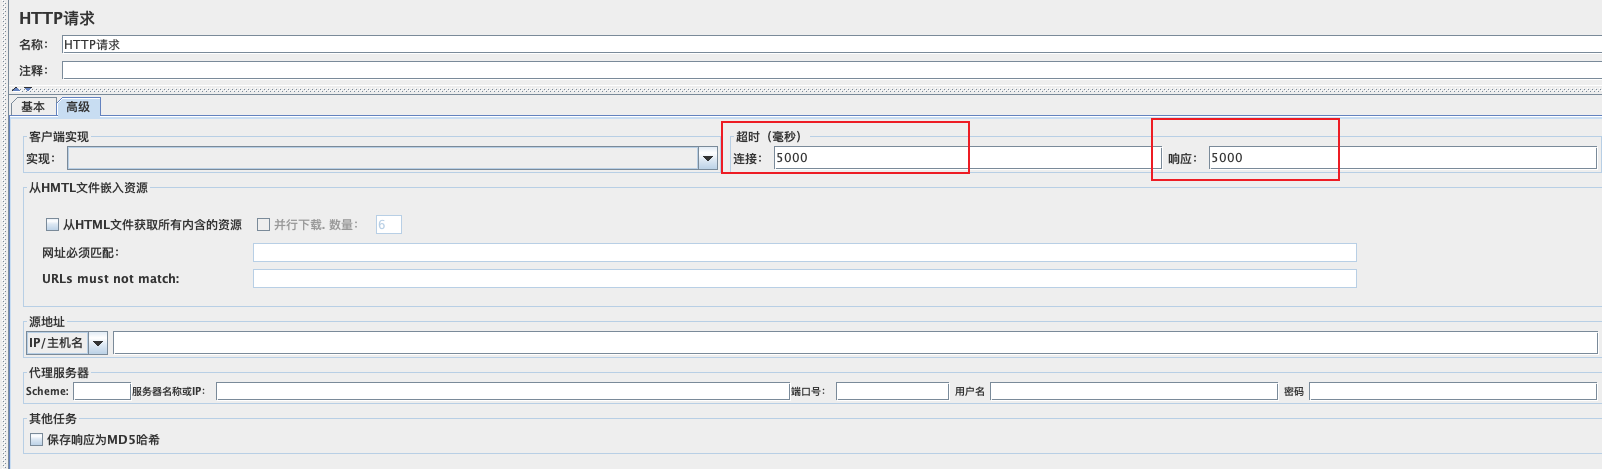 HTTP请求
名称： HTTP请求
注释：
基本 高级
客户端实现 超时（毫秒）
实现： 连接： 5000 响应： 5000
从HMTL文件嵌入资源
从HTML文件获取所有内含的资源 并行下载. 数量： 6
网址必须匹配：
URLs must not match:
源地址
IP/主机名
代理服务器
Scheme: 服务器名称或IP： 端口号： 用户名 密码
其他任务
保存响应为MD5哈希